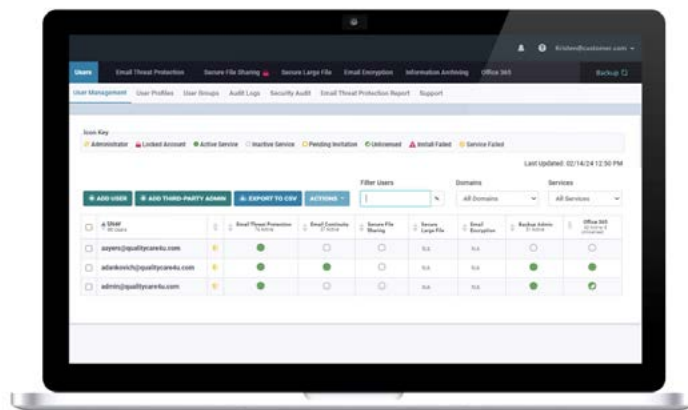 Kristen@customer.com
Users Email Threat Protection Secure File Sharing Secure Large File Email Encryption Information Archiving Office 365 Backup
User Management User Profiles User Groups Audit Logs Security Audit Email Threat Protection Report Support
Icon Key
Administrator Locked Account Active Service Inactive Service Pending Invitation Unlicensed Install Failed Service Failed
Last Updated: 02/14/24 12:50 PM
Filter Users Domains Services
ADD USER ADD THIRD-PARTY ADMIN EXPORT TO CSV ACTIONS All Domains All Services
User Email Threat Protection Email Continuity Secure File Sharing Secure Large File Email Encryption Backup Admin Office 365
aayers@qualitycare4u.com n.a n.a
adankovich@qualitycare4u.com n.a n.a
admin@qualitycare4u.com n.a n.a